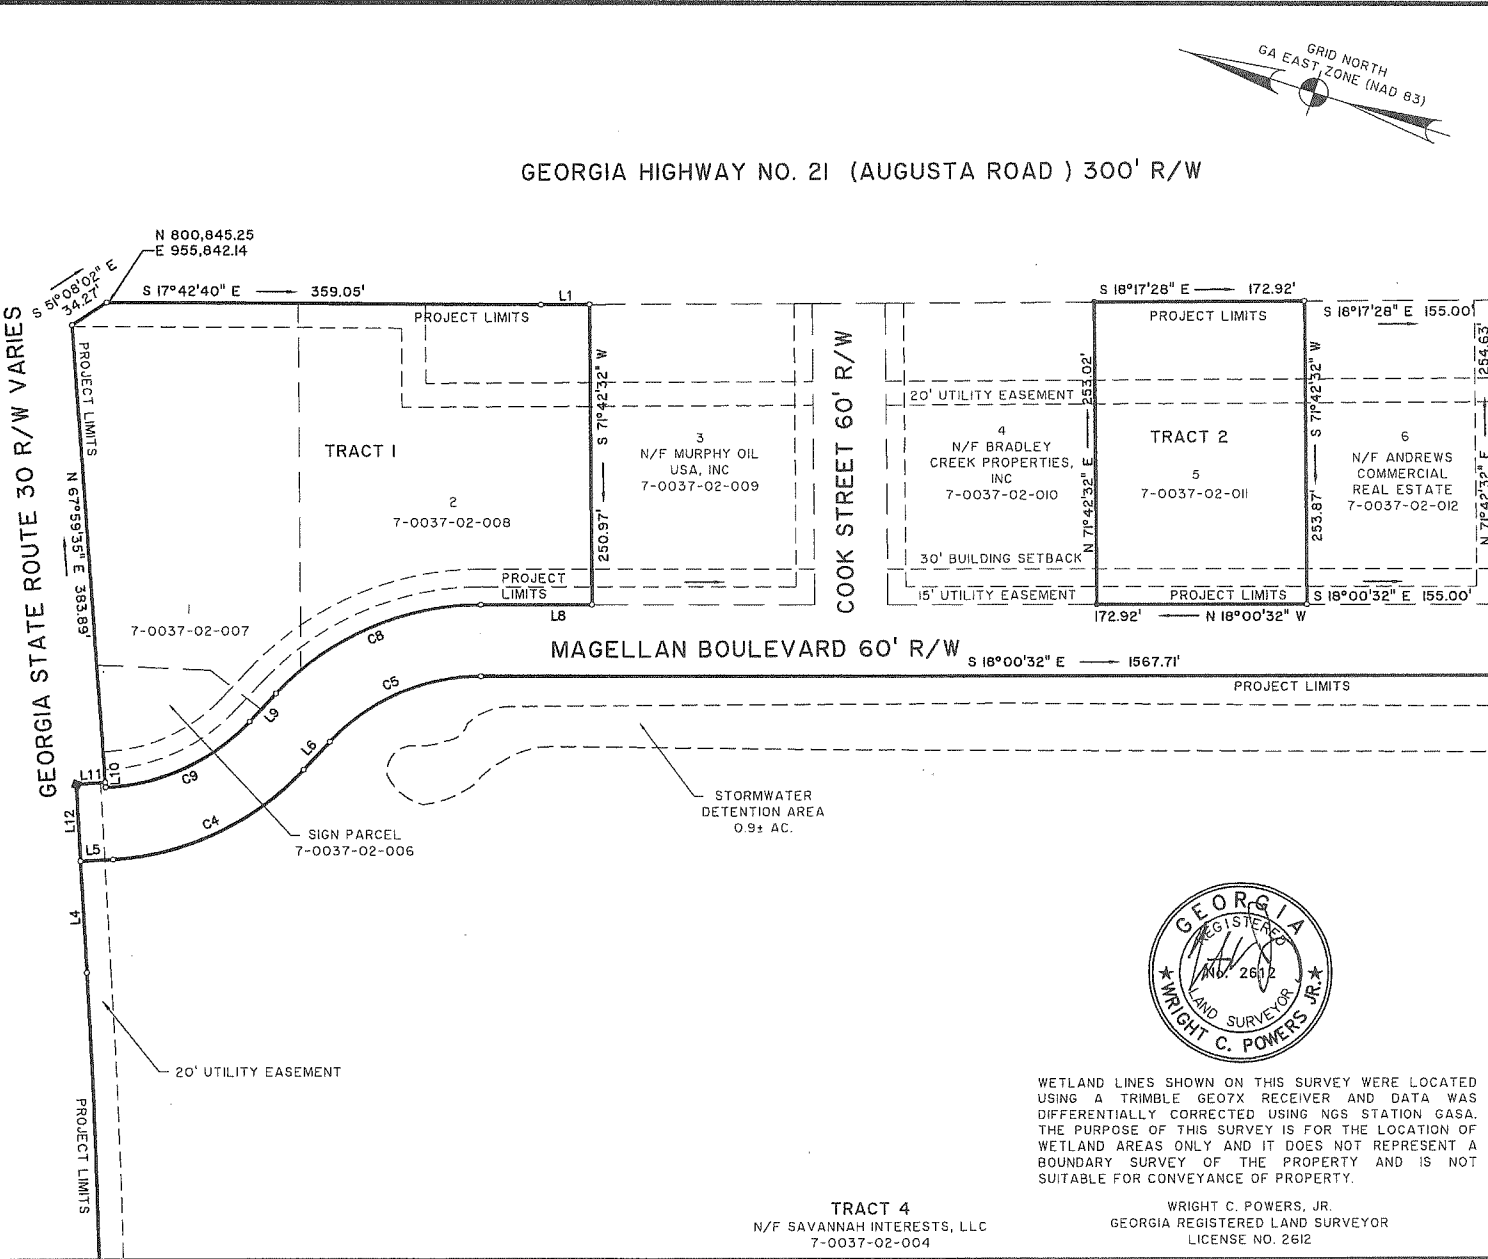 GRID NORTH
GA EAST ZONE (NAD 83)
GEORGIA HIGHWAY NO. 21 (AUGUSTA ROAD ) 300' R/W
N 800,845.25
E 955,842.14
S 51°08'02" E
34.27'
S 17°42'40" E 359.05'
L1
PROJECT LIMITS
S 18°17'28" E 172.92'
PROJECT LIMITS
S 18°17'28" E 155.00'
GEORGIA STATE ROUTE 30 R/W VARIES
PROJECT LIMITS
N 67°59'35" E 383.89'
TRACT 1
2
7-0037-02-008
1
7-0037-02-007
S 71°42'32" W
250.97'
3
N/F MURPHY OIL
USA, INC
7-0037-02-009
COOK STREET 60' R/W
20' UTILITY EASEMENT
4
N/F BRADLEY
CREEK PROPERTIES,
INC
7-0037-02-010
30' BUILDING SETBACK
15' UTILITY EASEMENT
253.02'
N 71°42'32" E
TRACT 2
5
7-0037-02-011
S 71°42'32" W
253.87'
6
N/F ANDREWS
COMMERCIAL
REAL ESTATE
7-0037-02-012
254.63'
N 71°42'32" E
PROJECT
LIMITS
L8
PROJECT LIMITS
S 18°00'32" E 155.00'
172.92' N 18°00'32" W
C8
MAGELLAN BOULEVARD 60' R/W
S 18°00'32" E 1567.71'
PROJECT LIMITS
C5
L9
L6
L10
L11
C9
L12
C4
L5
L4
SIGN PARCEL
7-0037-02-006
STORMWATER
DETENTION AREA
0.9± AC.
20' UTILITY EASEMENT
PROJECT LIMITS
GEORGIA
REGISTERED
No. 2612
LAND SURVEYOR
WRIGHT C. POWERS JR.
WETLAND LINES SHOWN ON THIS SURVEY WERE LOCATED
USING A TRIMBLE GEO7X RECEIVER AND DATA WAS
DIFFERENTIALLY CORRECTED USING NGS STATION GASA.
THE PURPOSE OF THIS SURVEY IS FOR THE LOCATION OF
WETLAND AREAS ONLY AND IT DOES NOT REPRESENT A
BOUNDARY SURVEY OF THE PROPERTY AND IS NOT
SUITABLE FOR CONVEYANCE OF PROPERTY.
WRIGHT C. POWERS, JR.
GEORGIA REGISTERED LAND SURVEYOR
LICENSE NO. 2612
TRACT 4
N/F SAVANNAH INTERESTS, LLC
7-0037-02-004